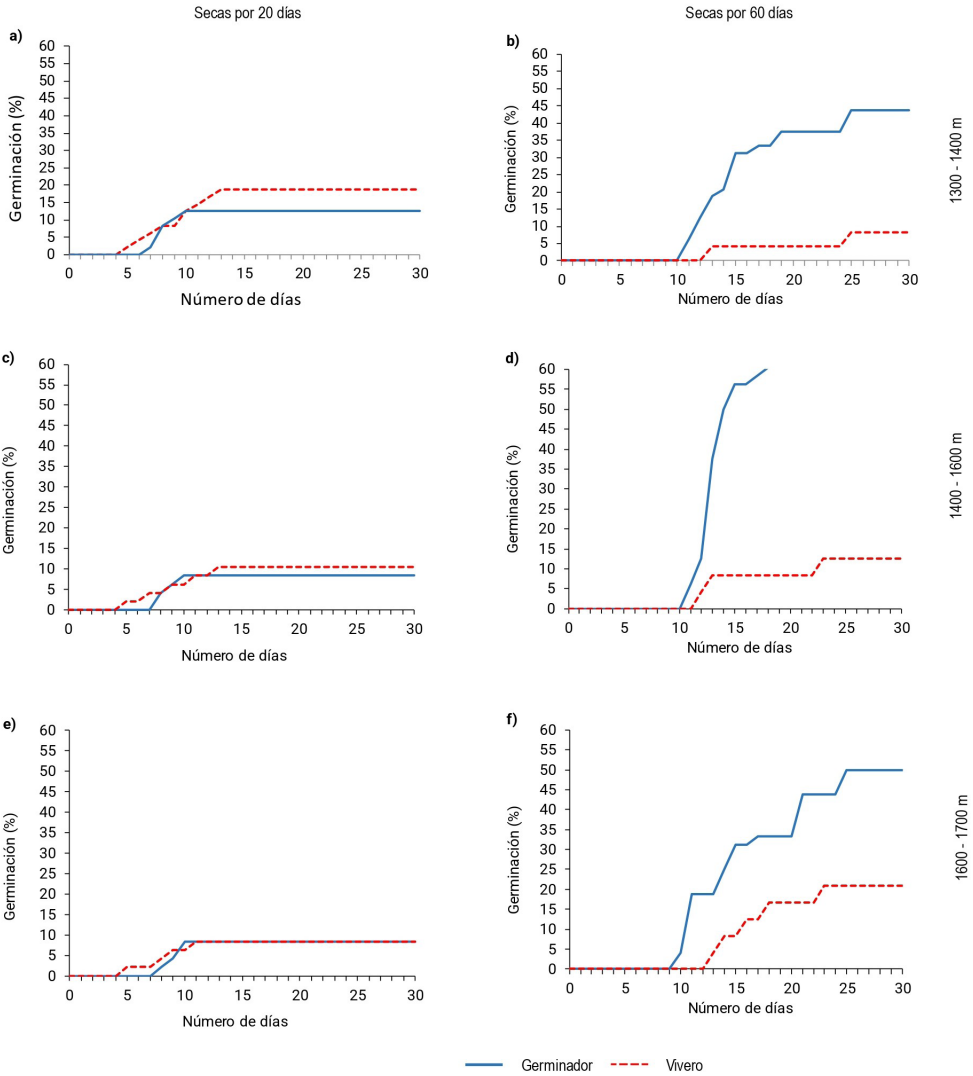 Secas por 20 días
Secas por 60 días
a)
60
55
50
45
40
35
30
25
20
15
10
5
0
Germinación (%)
0 5 10 15 20 25 30
Número de días
b)
60
55
50
45
40
35
30
25
20
15
10
5
0
Germinación (%)
0 5 10 15 20 25 30
Número de días
1300 - 1400 m
c)
60
55
50
45
40
35
30
25
20
15
10
5
0
Germinación (%)
0 5 10 15 20 25 30
Número de días
d)
60
55
50
45
40
35
30
25
20
15
10
5
0
Germinación (%)
0 5 10 15 20 25 30
Número de días
1400 - 1600 m
e)
60
55
50
45
40
35
30
25
20
15
10
5
0
Germinación (%)
0 5 10 15 20 25 30
Número de días
f)
60
55
50
45
40
35
30
25
20
15
10
5
0
Germinación (%)
0 5 10 15 20 25 30
Número de días
1600 - 1700 m
Germinador Vivero